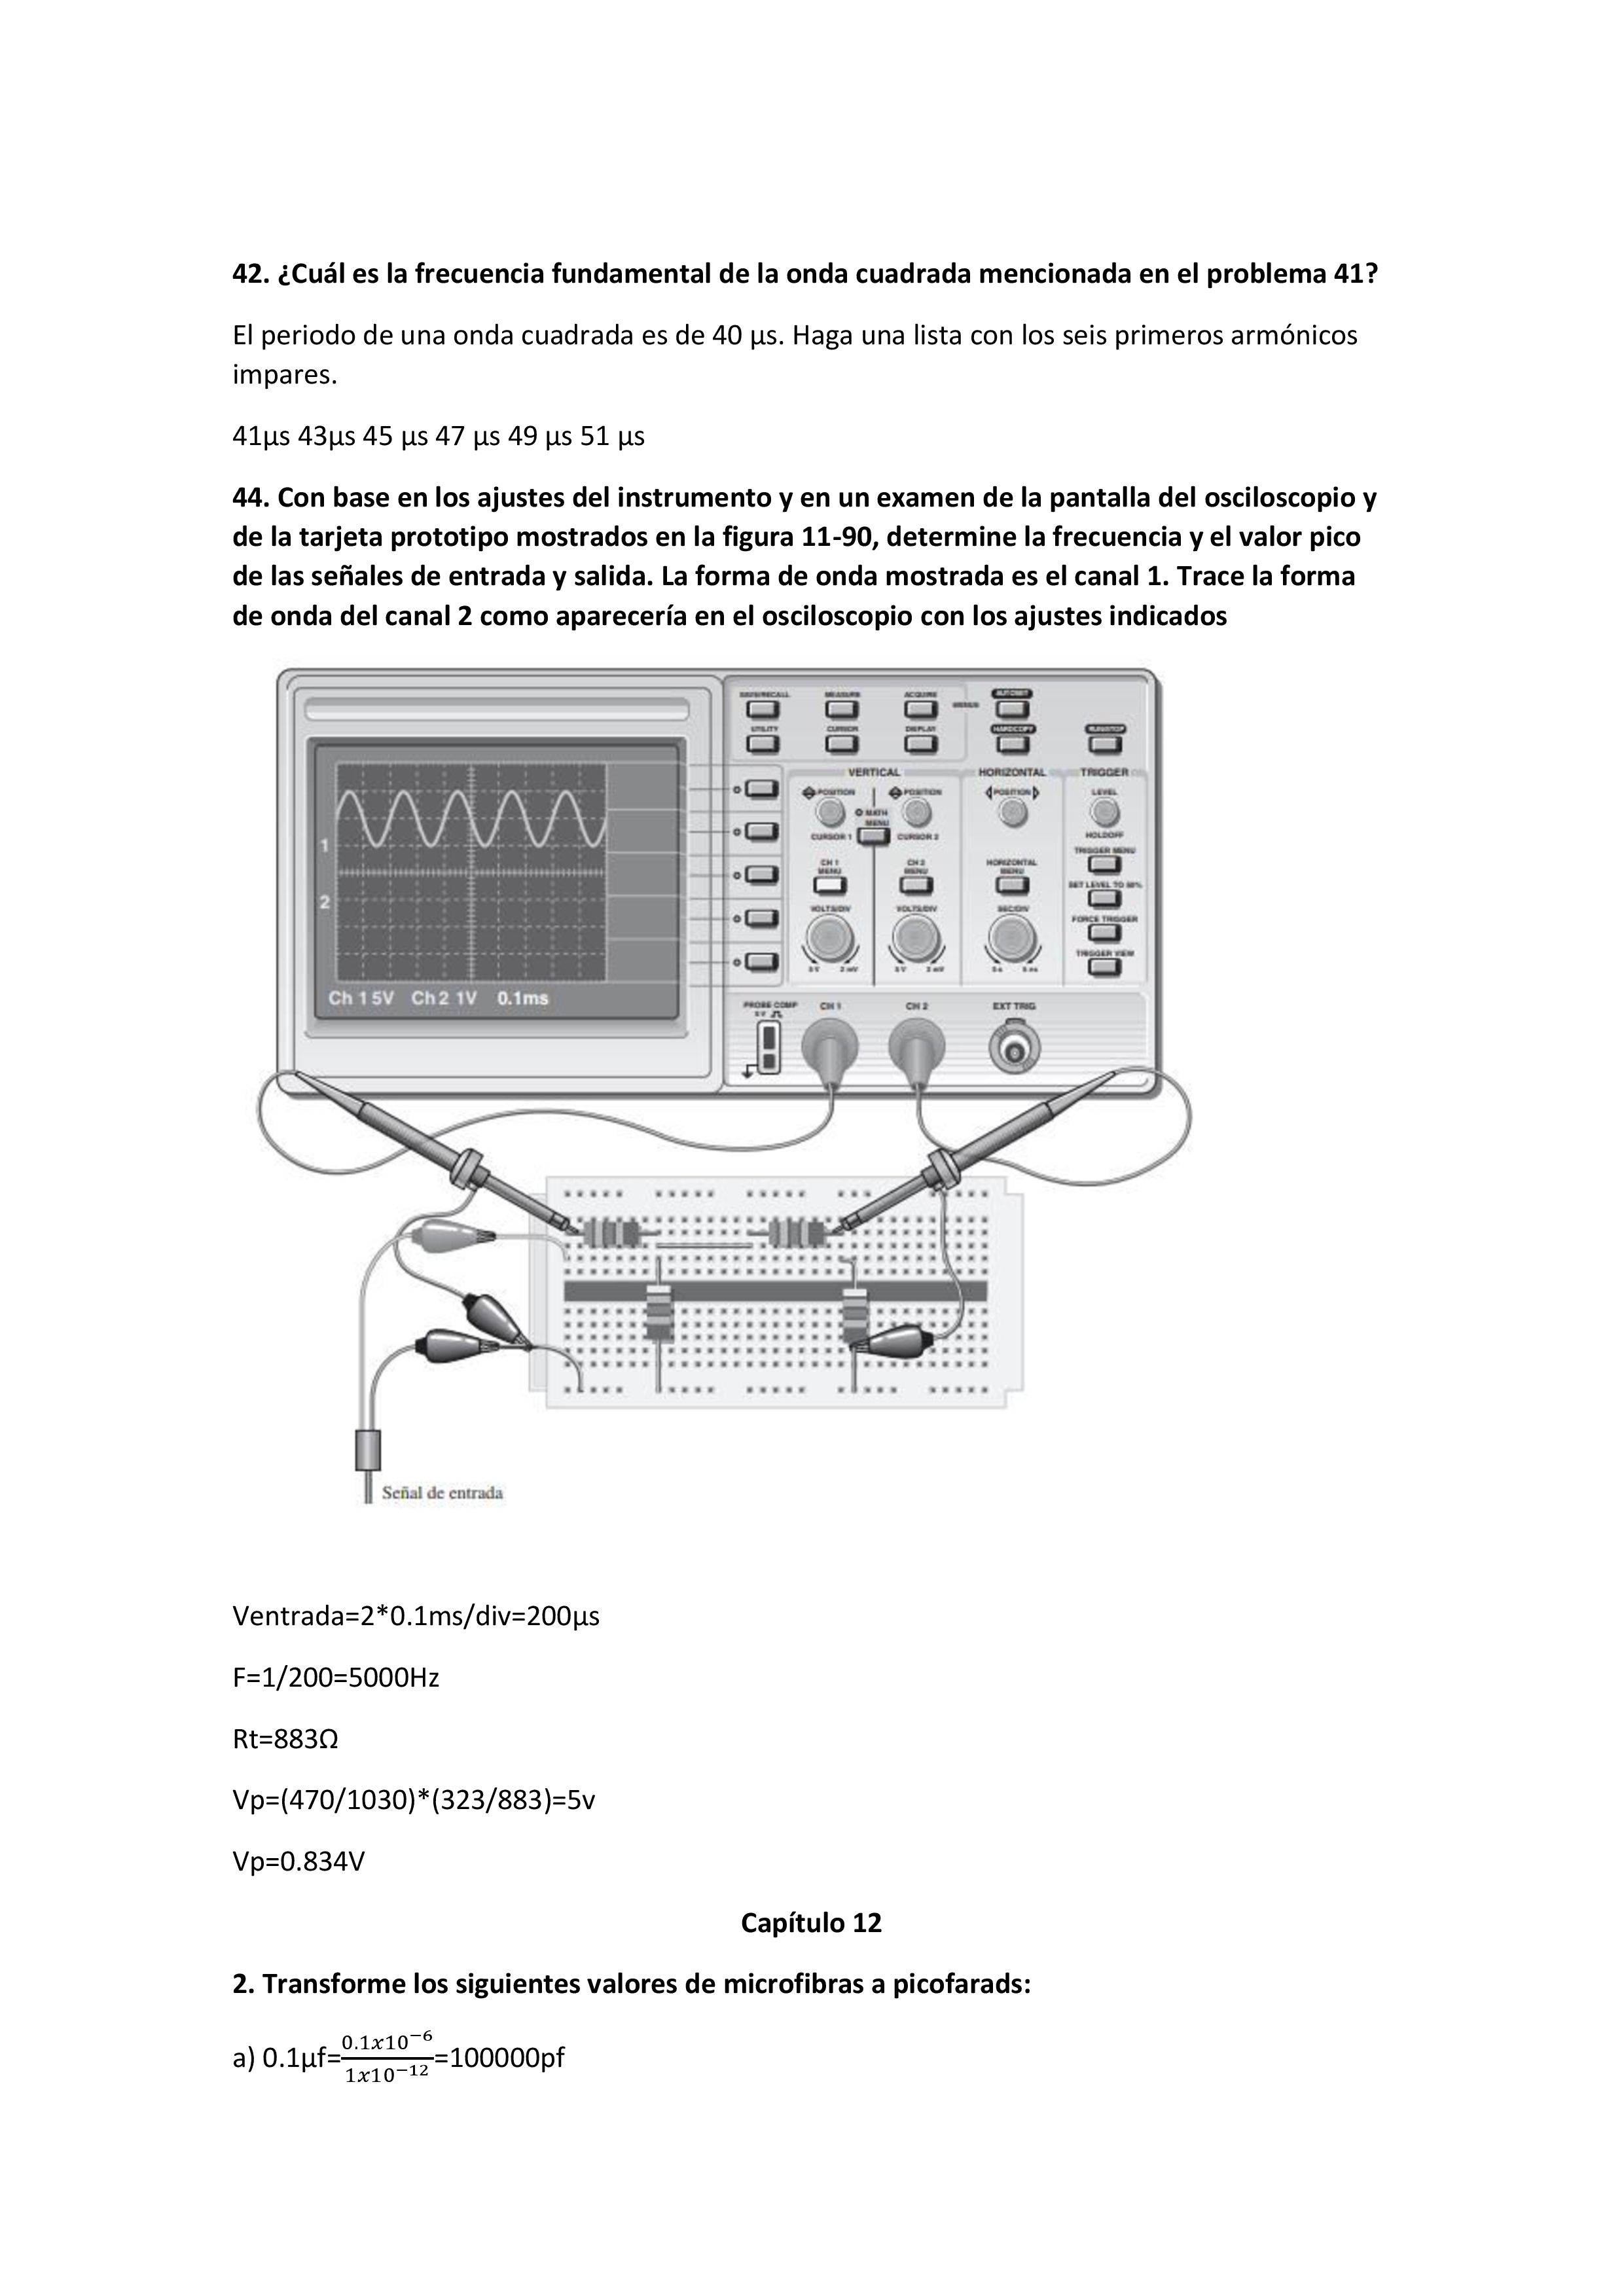 42. ¿Cuál es la frecuencia fundamental de la onda cuadrada mencionada en el problema 41?
El periodo de una onda cuadrada es de 40 μs. Haga una lista con los seis primeros armónicos
impares.
41μs 43μs 45 μs 47 μs 49 μs 51 μs
44. Con base en los ajustes del instrumento y en un examen de la pantalla del osciloscopio y
de la tarjeta prototipo mostrados en la figura 11-90, determine la frecuencia y el valor pico
de las señales de entrada y salida. La forma de onda mostrada es el canal 1. Trace la forma
de onda del canal 2 como aparecería en el osciloscopio con los ajustes indicados
SAVE/RECALL MEASURE ACQUIRE MENUS AUTOSET
UTILITY CURSOR DISPLAY HARDCOPY RUN/STOP
VERTICAL HORIZONTAL TRIGGER
POSITION POSITION POSITION LEVEL
MATH
MENU
CURSOR 1 CURSOR 2 HOLDOFF
TRIGGER MENU
CH 1
MENU
CH 2
MENU
HORIZONTAL
MENU
SET LEVEL TO 50%
VOLTS/DIV VOLTS/DIV SEC/DIV
FORCE TRIGGER
TRIGGER VIEW
5 V 2 mV 5 V 2 mV 5 s 5 ns
1
2
Ch 1 5V Ch 2 1V 0.1ms
PROBE COMP
5 V
CH 1 CH 2 EXT TRIG
Señal de entrada
Ventrada=2*0.1ms/div=200μs
F=1/200=5000Hz
Rt=883Ω
Vp=(470/1030)*(323/883)=5v
Vp=0.834V
Capítulo 12
2. Transforme los siguientes valores de microfibras a picofarads:
a) 0.1μf=\frac{0.1x10^{-6}}{1x10^{-12}}=100000pf